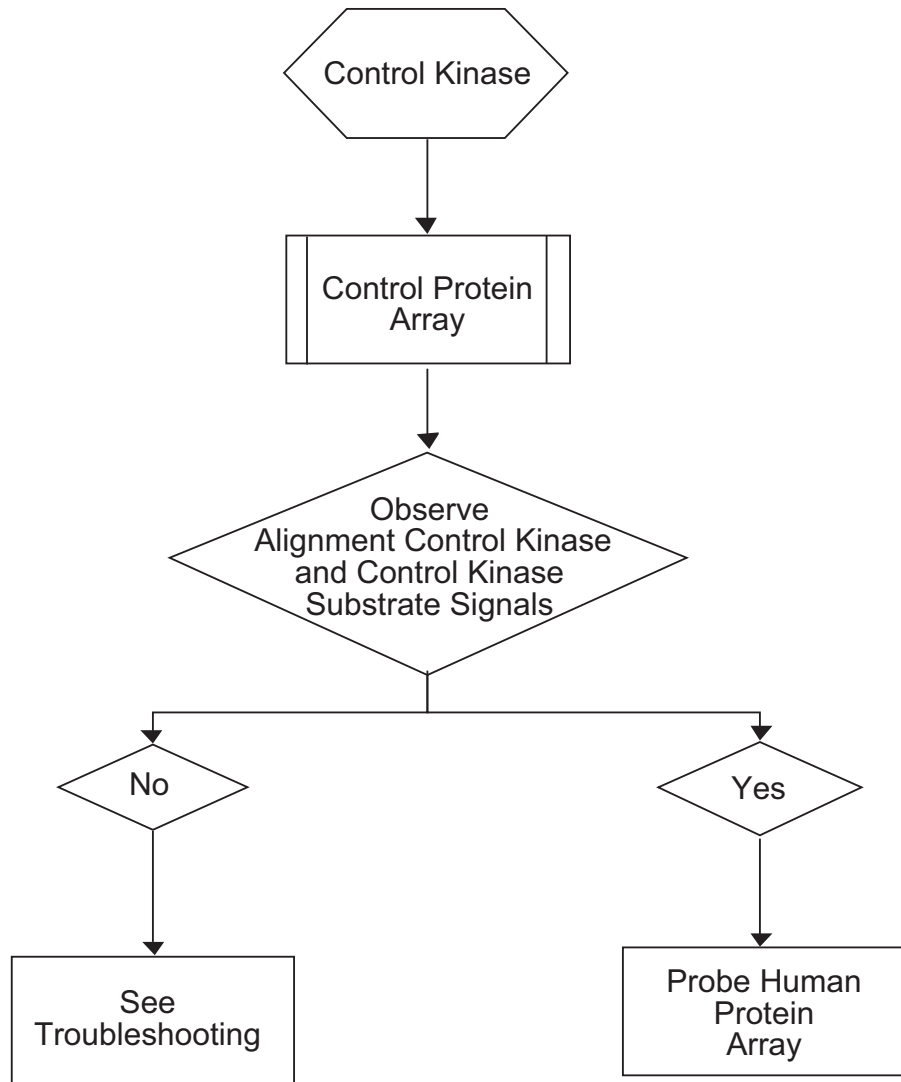 Control Kinase
Control Protein
Array
Observe
Alignment Control Kinase
and Control Kinase
Substrate Signals
No
Yes
See
Troubleshooting
Probe Human
Protein
Array